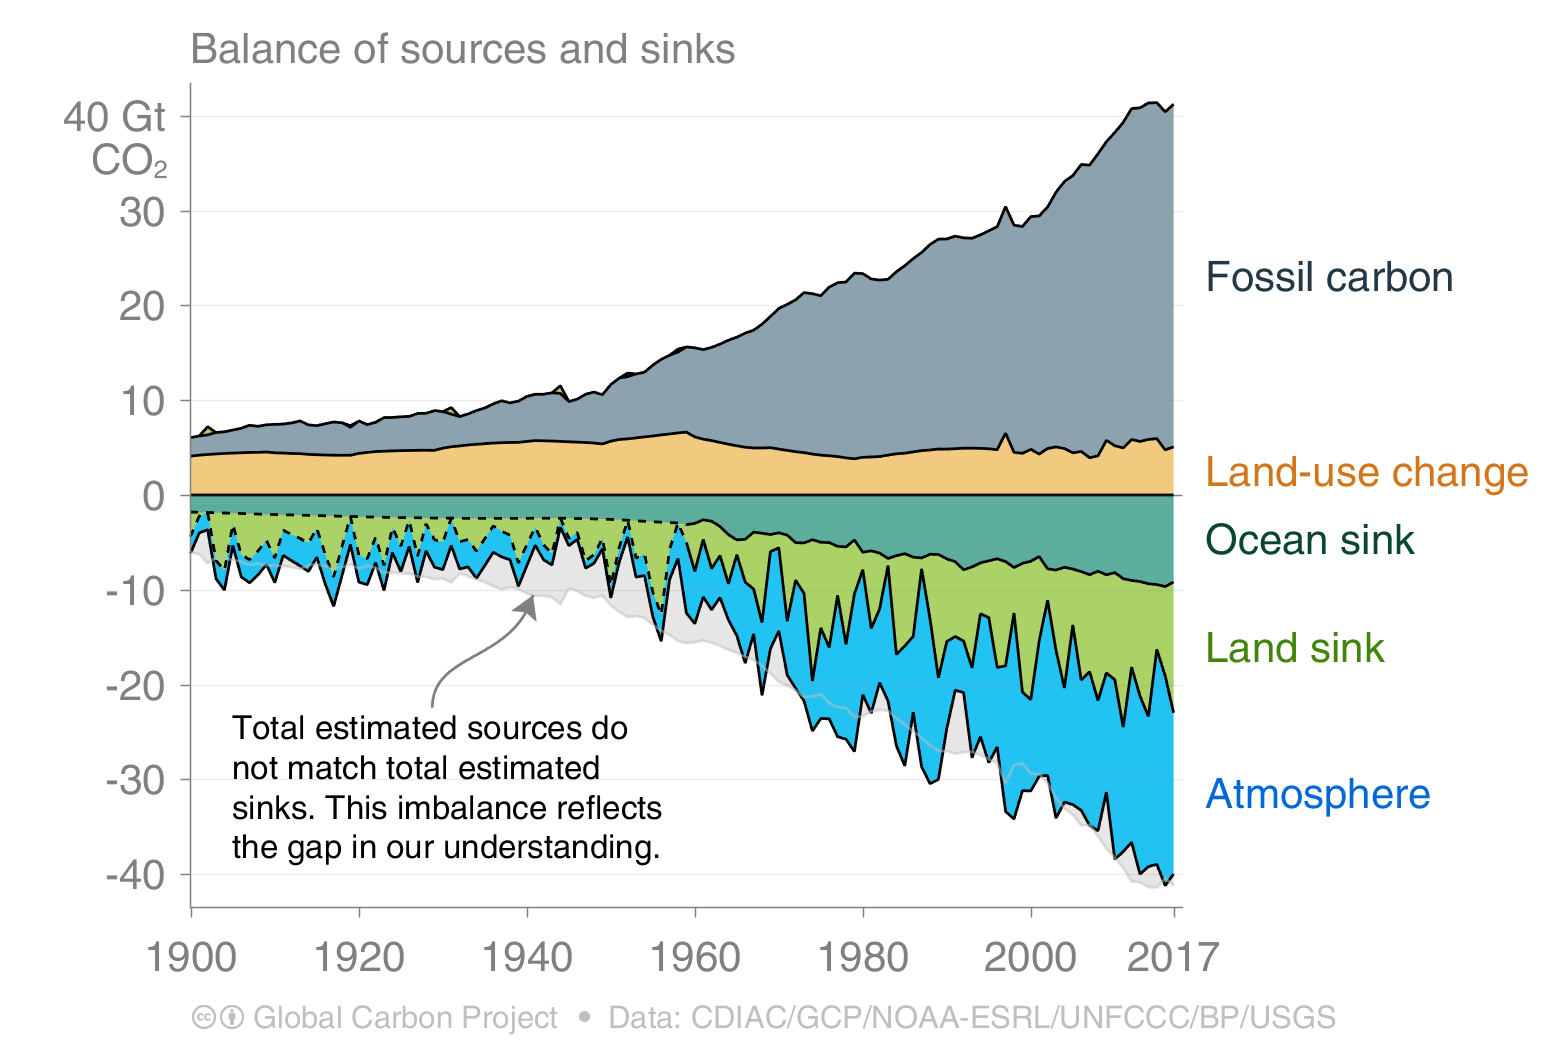 Balance of sources and sinks
40 Gt
CO₂
30
20
10
0
-10
-20
-30
-40
Fossil carbon
Land-use change
Ocean sink
Land sink
Atmosphere
Total estimated sources do
not match total estimated
sinks. This imbalance reflects
the gap in our understanding.
1900 1920 1940 1960 1980 2000 2017
cc Global Carbon Project • Data: CDIAC/GCP/NOAA-ESRL/UNFCCC/BP/USGS